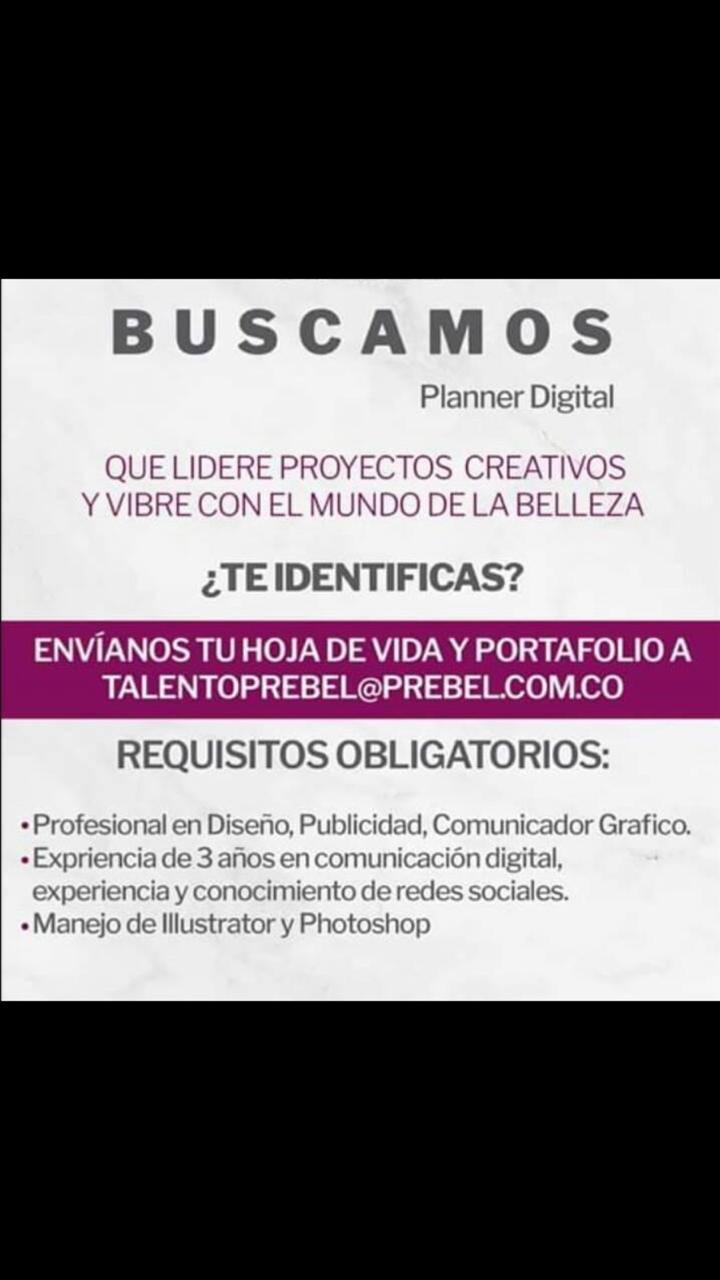 BUSCAMOS
Planner Digital
QUE LIDERE PROYECTOS CREATIVOS
Y VIBRE CON EL MUNDO DE LA BELLEZA
¿TE IDENTIFICAS?
ENVÍANOS TU HOJA DE VIDA Y PORTAFOLIO A
TALENTOPREBEL@PREBEL.COM.CO
REQUISITOS OBLIGATORIOS:
• Profesional en Diseño, Publicidad, Comunicador Grafico.
• Expriencia de 3 años en comunicación digital,
experiencia y conocimiento de redes sociales.
• Manejo de Illustrator y Photoshop